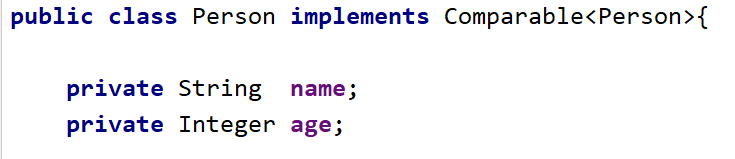 public class Person implements Comparable<Person>{
private String  name;
private Integer age;